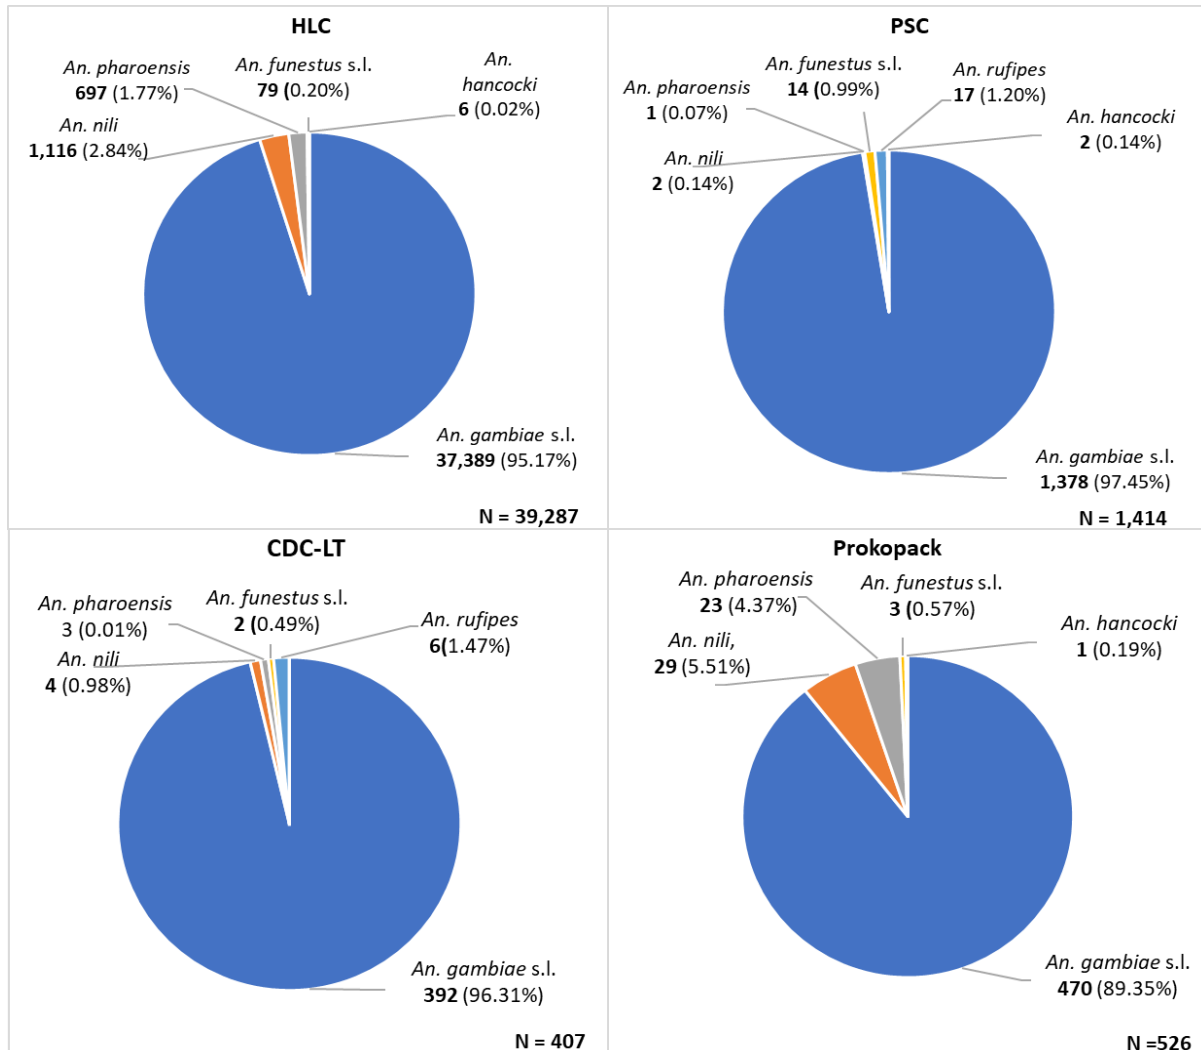 HLC
An. pharoensis
697 (1.77%)
An. funestus s.l.
79 (0.20%)
An.
hancocki
6 (0.02%)
An. nili
1,116 (2.84%)
An. gambiae s.l.
37,389 (95.17%)
N = 39,287
PSC
An. pharoensis
1 (0.07%)
An. funestus s.l.
14 (0.99%)
An. rufipes
17 (1.20%)
An. hancocki
2 (0.14%)
An. nili
2 (0.14%)
An. gambiae s.l.
1,378 (97.45%)
N = 1,414
CDC-LT
An. pharoensis
3 (0.01%)
An. funestus s.l.
2 (0.49%)
An. rufipes
6(1.47%)
An. nili
4 (0.98%)
An. gambiae s.l.
392 (96.31%)
N = 407
Prokopack
An. pharoensis
23 (4.37%)
An. funestus s.l.
3 (0.57%)
An. hancocki
1 (0.19%)
An. nili,
29 (5.51%)
An. gambiae s.l.
470 (89.35%)
N =526